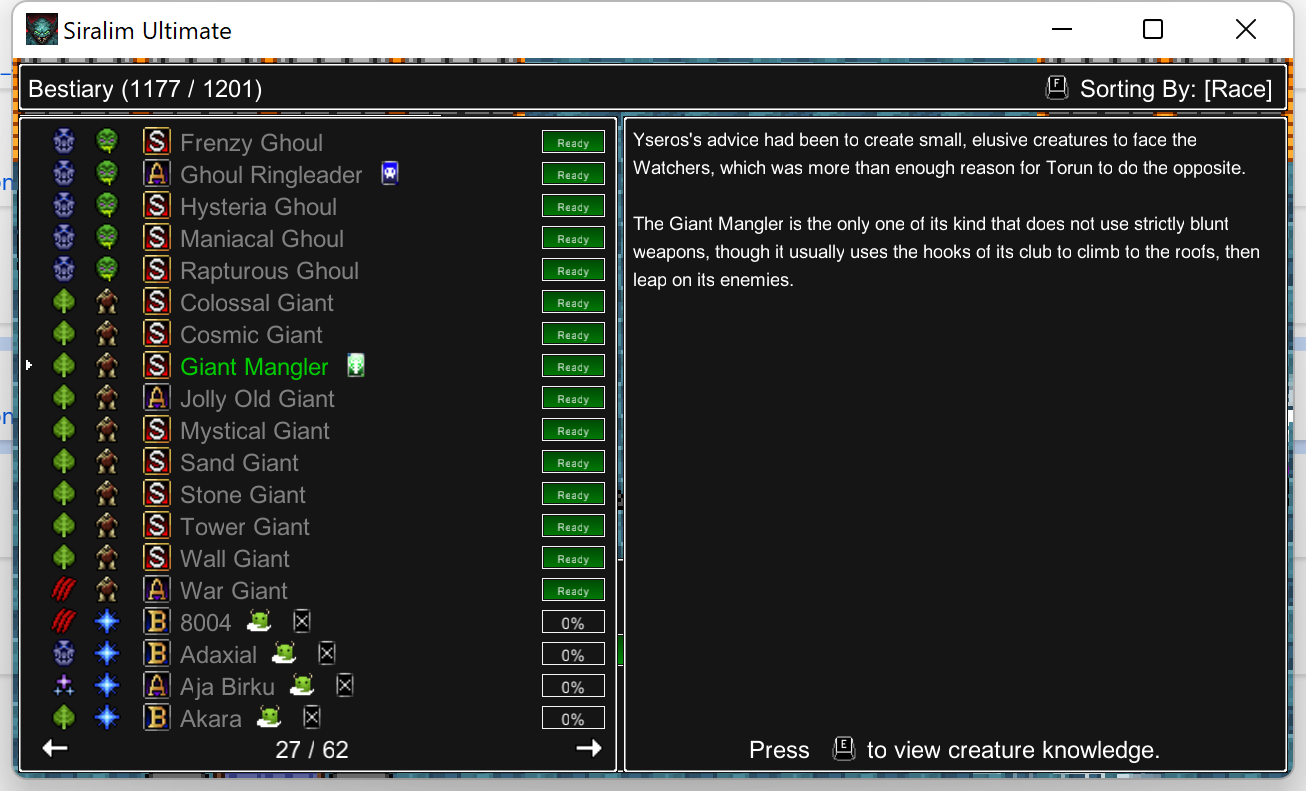 Siralim Ultimate
Bestiary (1177 / 1201)
F Sorting By: [Race]
S Frenzy Ghoul Ready
A Ghoul Ringleader Ready
S Hysteria Ghoul Ready
S Maniacal Ghoul Ready
S Rapturous Ghoul Ready
S Colossal Giant Ready
S Cosmic Giant Ready
S Giant Mangler Ready
A Jolly Old Giant Ready
S Mystical Giant Ready
S Sand Giant Ready
S Stone Giant Ready
S Tower Giant Ready
S Wall Giant Ready
A War Giant Ready
B 8004 0%
B Adaxial 0%
A Aja Birku 0%
B Akara 0%
27 / 62
Yseros's advice had been to create small, elusive creatures to face the
Watchers, which was more than enough reason for Torun to do the opposite.
The Giant Mangler is the only one of its kind that does not use strictly blunt
weapons, though it usually uses the hooks of its club to climb to the roofs, then
leap on its enemies.
Press E to view creature knowledge.